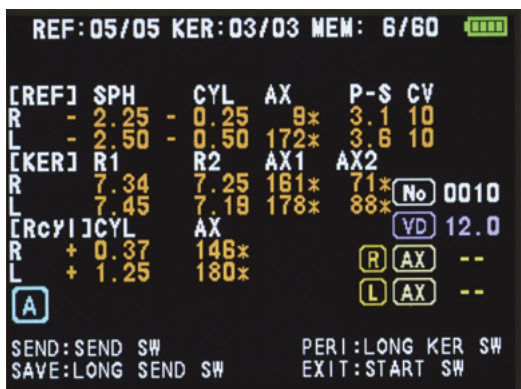 REF:05/05 KER:03/03 MEM: 6/60
[REF] SPH CYL AX P-S CV
R - 2.25 - 0.25 9* 3.1 10
L - 2.50 - 0.50 172* 3.6 10
[KER] R1 R2 AX1 AX2
R 7.34 7.25 161* 71*
L 7.45 7.19 178* 88*
No 0010
VD 12.0
[Rcyl]CYL AX
R + 0.37 146*
L + 1.25 180*
R AX --
L AX --
A
SEND:SEND SW PERI:LONG KER SW
SAVE:LONG SEND SW EXIT:START SW